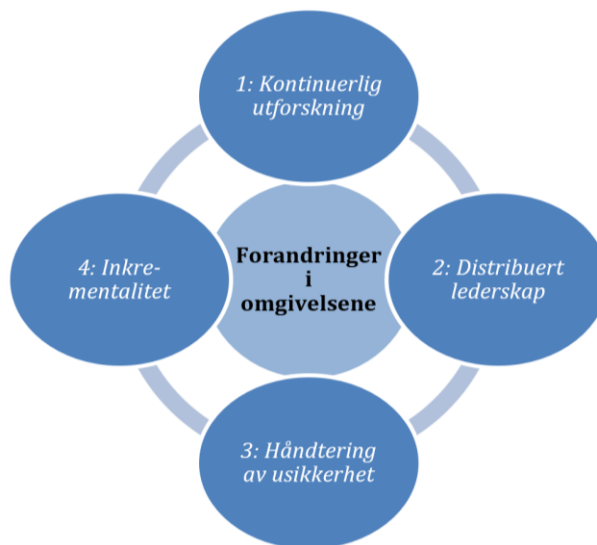 1: Kontinuerlig
utforskning
2: Distribuert
lederskap
3: Håndtering
av usikkerhet
4: Inkre-
mentalitet
Forandringer
i
omgivelsene